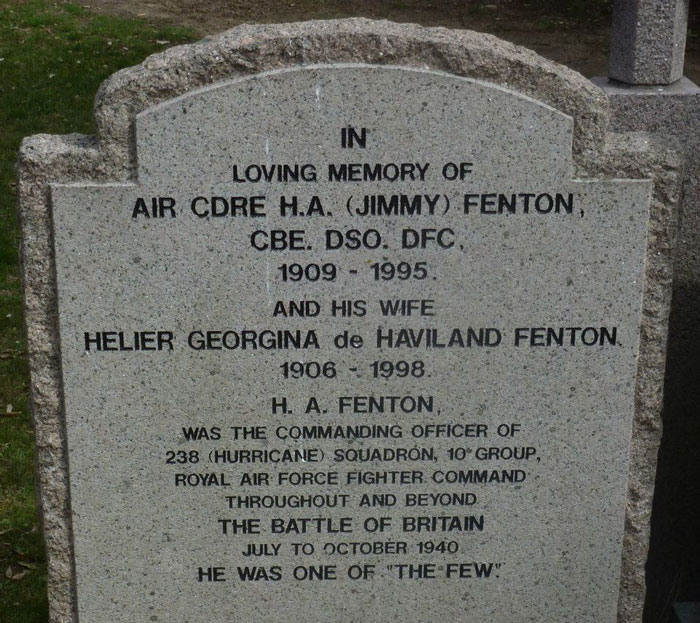 IN
LOVING MEMORY OF
AIR CDRE H.A. (JIMMY) FENTON,
CBE. DSO. DFC.
1909 - 1995.
AND HIS WIFE
HELIER GEORGINA de HAVILAND FENTON.
1906 - 1998.
H. A. FENTON,
WAS THE COMMANDING OFFICER OF
238 (HURRICANE) SQUADRON, 10 GROUP,
ROYAL AIR FORCE FIGHTER COMMAND
THROUGHOUT AND BEYOND
THE BATTLE OF BRITAIN
JULY TO OCTOBER 1940
HE WAS ONE OF "THE FEW".